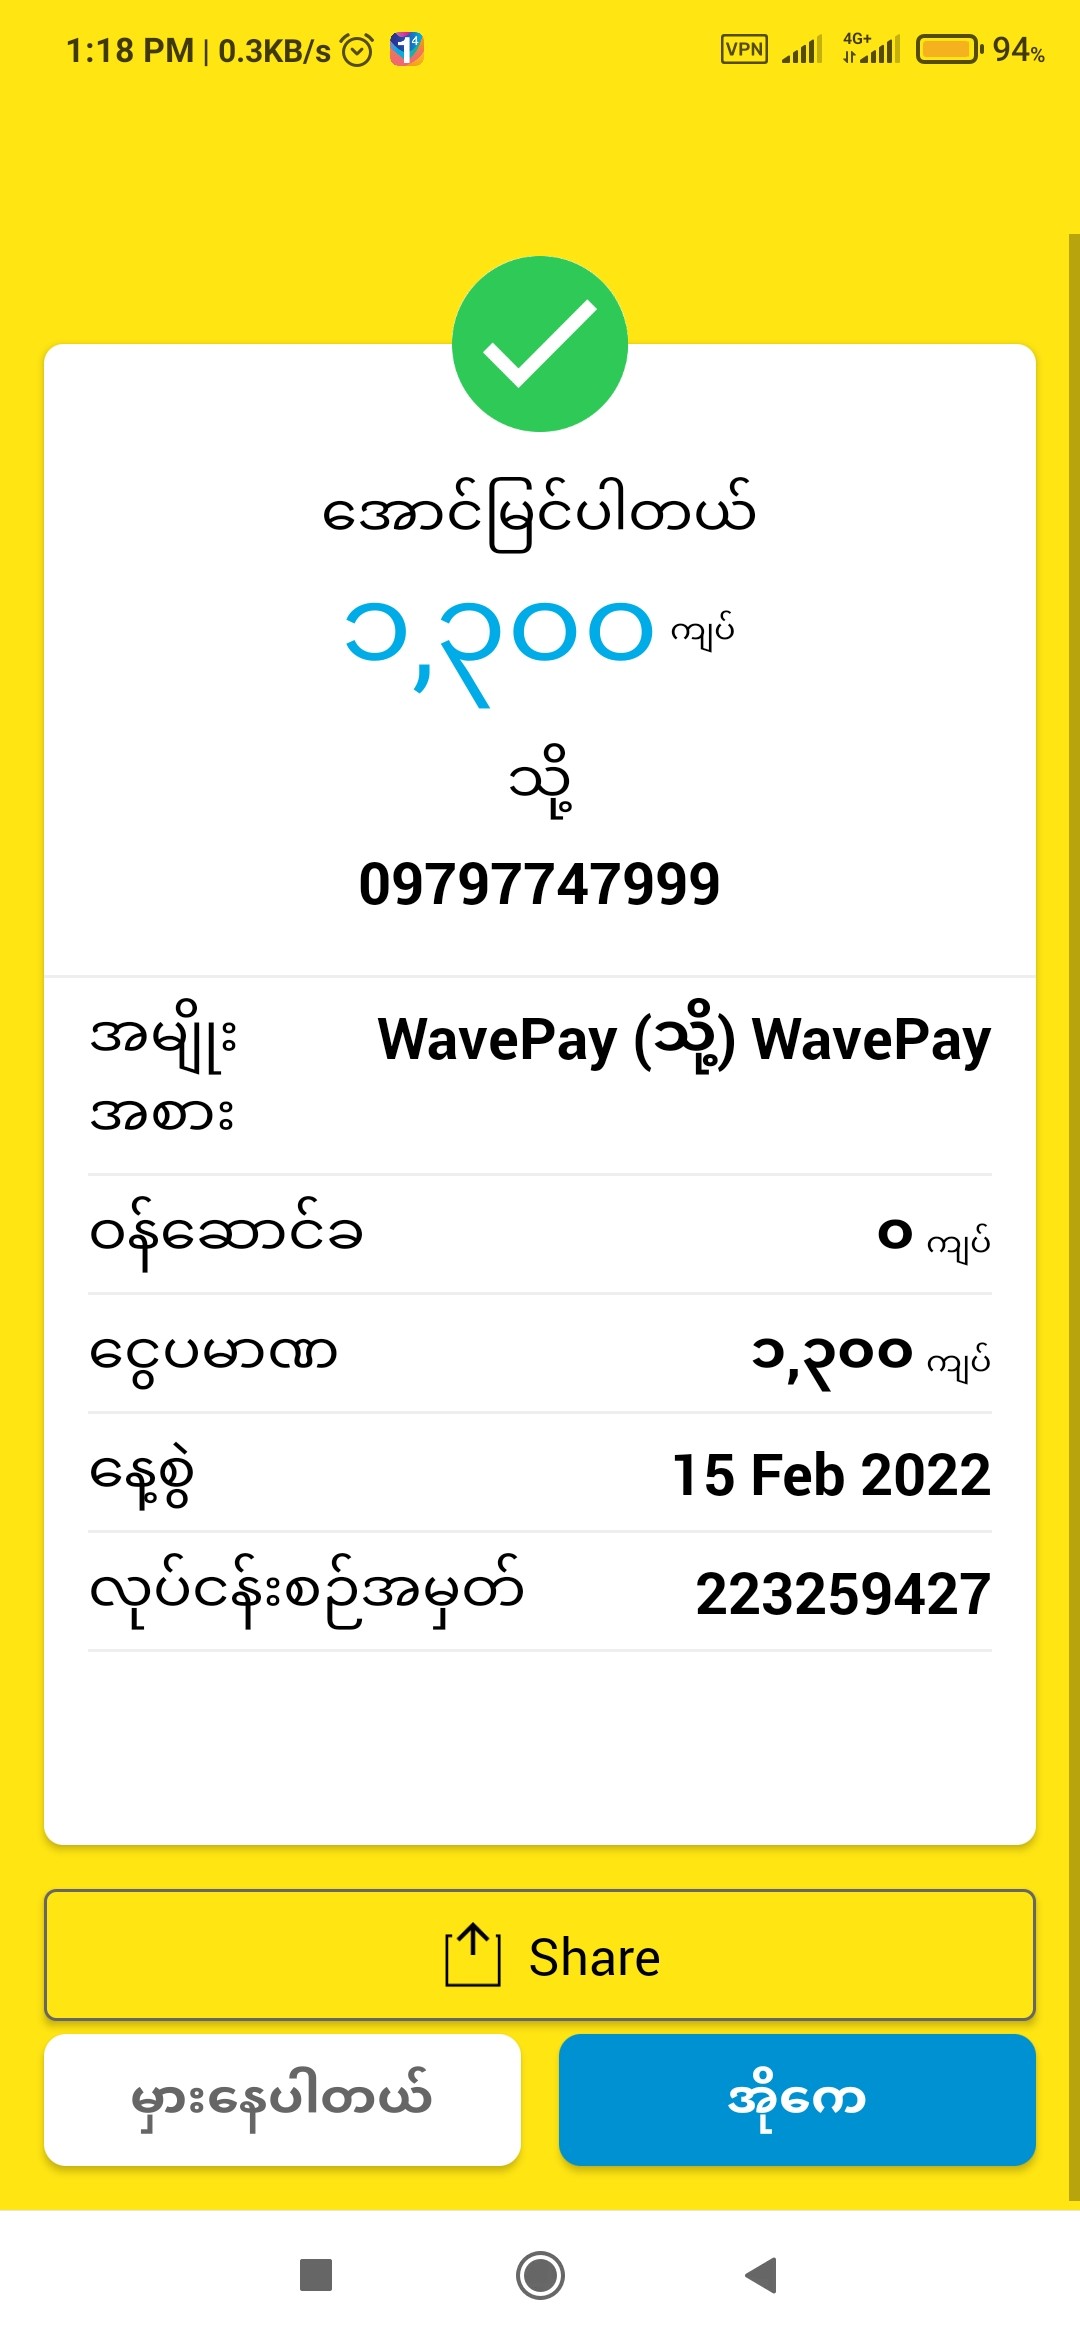 1:18 PM | 0.3KB/s
VPN 4G+ 94%
အောင်မြင်ပါတယ်
၁,၃၀၀ ကျပ်
သို့
09797747999
အမျိုး WavePay (သို့) WavePay
အစား
ဝန်ဆောင်ခ ၀ ကျပ်
ငွေပမာဏ ၁,၃၀၀ ကျပ်
နေ့စွဲ 15 Feb 2022
လုပ်ငန်းစဉ်အမှတ် 223259427
Share
မှားနေပါတယ် အိုကေ